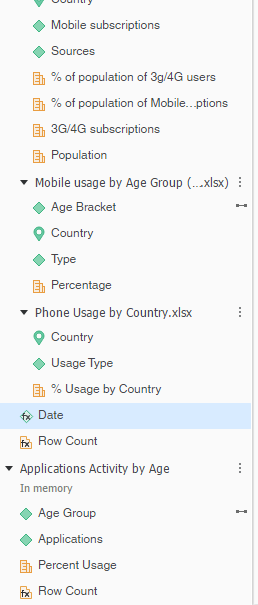 Country
Mobile subscriptions
Sources
% of population of 3g/4G users
% of population of Mobile...ptions
3G/4G subscriptions
Population
Mobile usage by Age Group (....xlsx)
Age Bracket
Country
Type
Percentage
Phone Usage by Country.xlsx
Country
Usage Type
% Usage by Country
fx Date
fx Row Count
Applications Activity by Age
In memory
Age Group
Applications
Percent Usage
fx Row Count